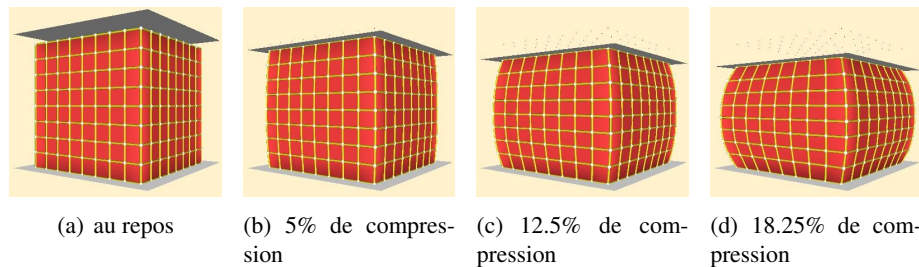 (a) au repos
(b) 5% de compres-
sion
(c) 12.5% de com-
pression
(d) 18.25% de com-
pression